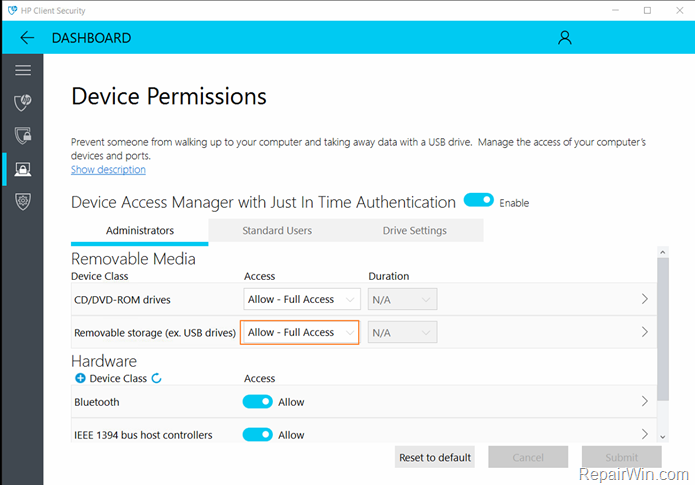 HP Client Security
DASHBOARD
Device Permissions
Prevent someone from walking up to your computer and taking away data with a USB drive. Manage the access of your computer's
devices and ports.
Show description
Device Access Manager with Just In Time Authentication Enable
Administrators Standard Users Drive Settings
Removable Media
Device Class Access Duration
CD/DVD-ROM drives Allow - Full Access N/A
Removable storage (ex. USB drives) Allow - Full Access N/A
Hardware
Device Class Access
Bluetooth Allow
IEEE 1394 bus host controllers Allow
Reset to default Cancel Submit
RepairWin.com